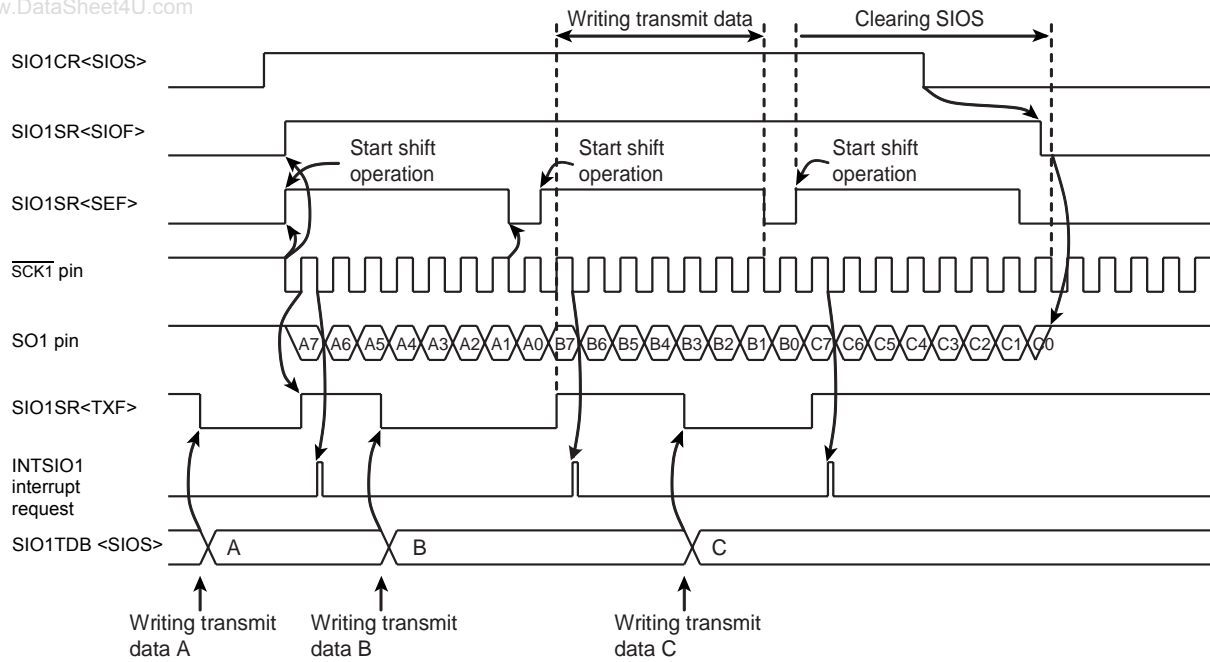 w.DataSheet4U.com
Writing transmit data
Clearing SIOS
SIO1CR<SIOS>
SIO1SR<SIOF>
Start shift
operation
Start shift
operation
Start shift
operation
SIO1SR<SEF>
SCK1 pin
SO1 pin
A7 A6 A5 A4 A3 A2 A1 A0 B7 B6 B5 B4 B3 B2 B1 B0 C7 C6 C5 C4 C3 C2 C1 C0
SIO1SR<TXF>
INTSIO1
interrupt
request
SIO1TDB <SIOS>
A
B
C
Writing transmit
data A
Writing transmit
data B
Writing transmit
data C